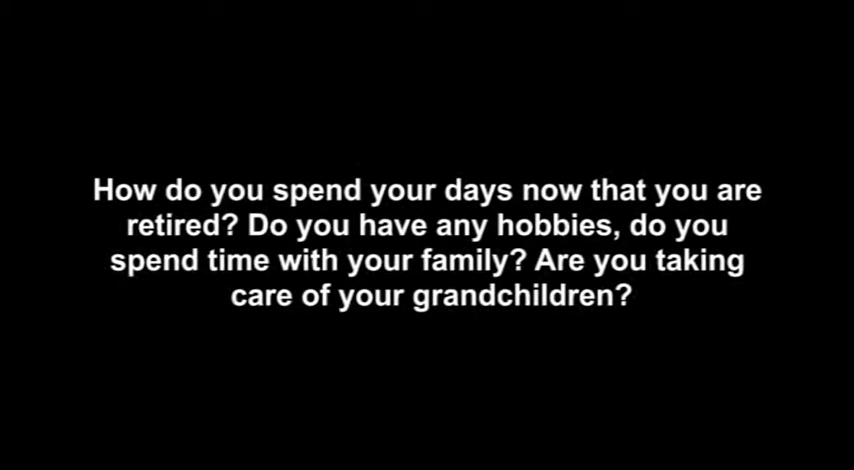 How do you spend your days now that you are
retired? Do you have any hobbies, do you
spend time with your family? Are you taking
care of your grandchildren?